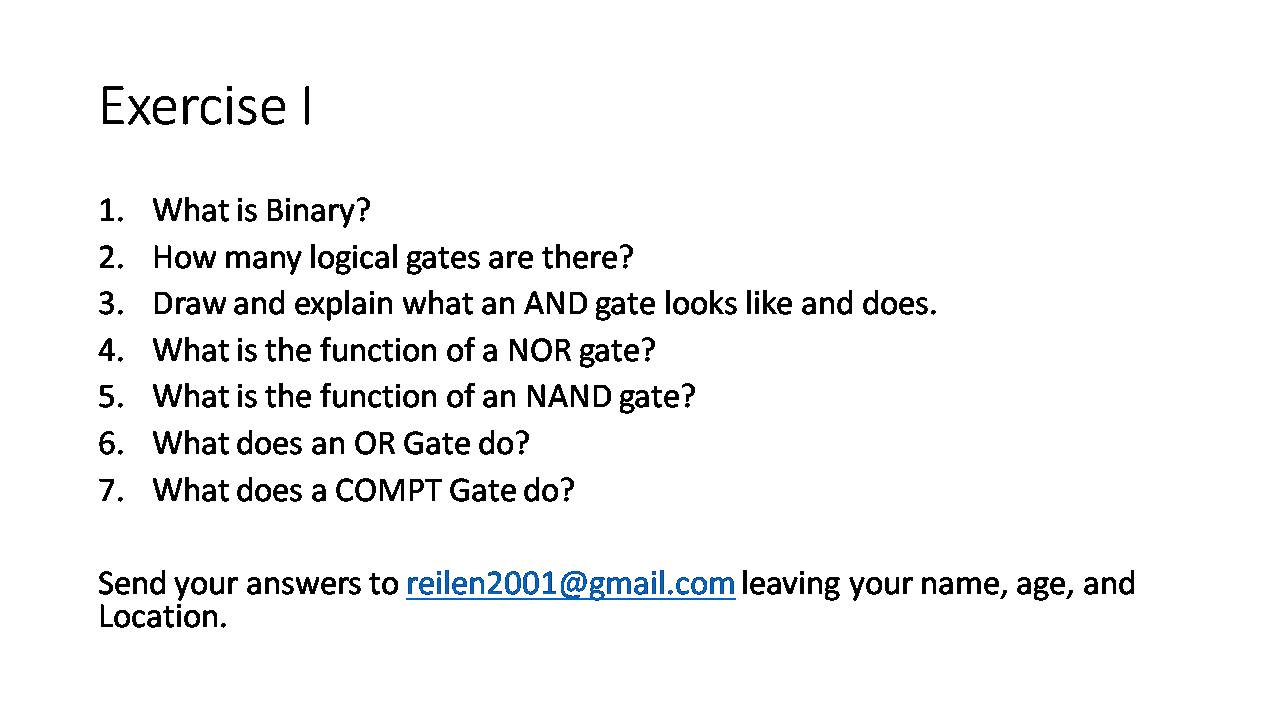 Exercise I
1. What is Binary?
2. How many logical gates are there?
3. Draw and explain what an AND gate looks like and does.
4. What is the function of a NOR gate?
5. What is the function of an NAND gate?
6. What does an OR Gate do?
7. What does a COMPT Gate do?
Send your answers to reilen2001@gmail.com leaving your name, age, and
Location.